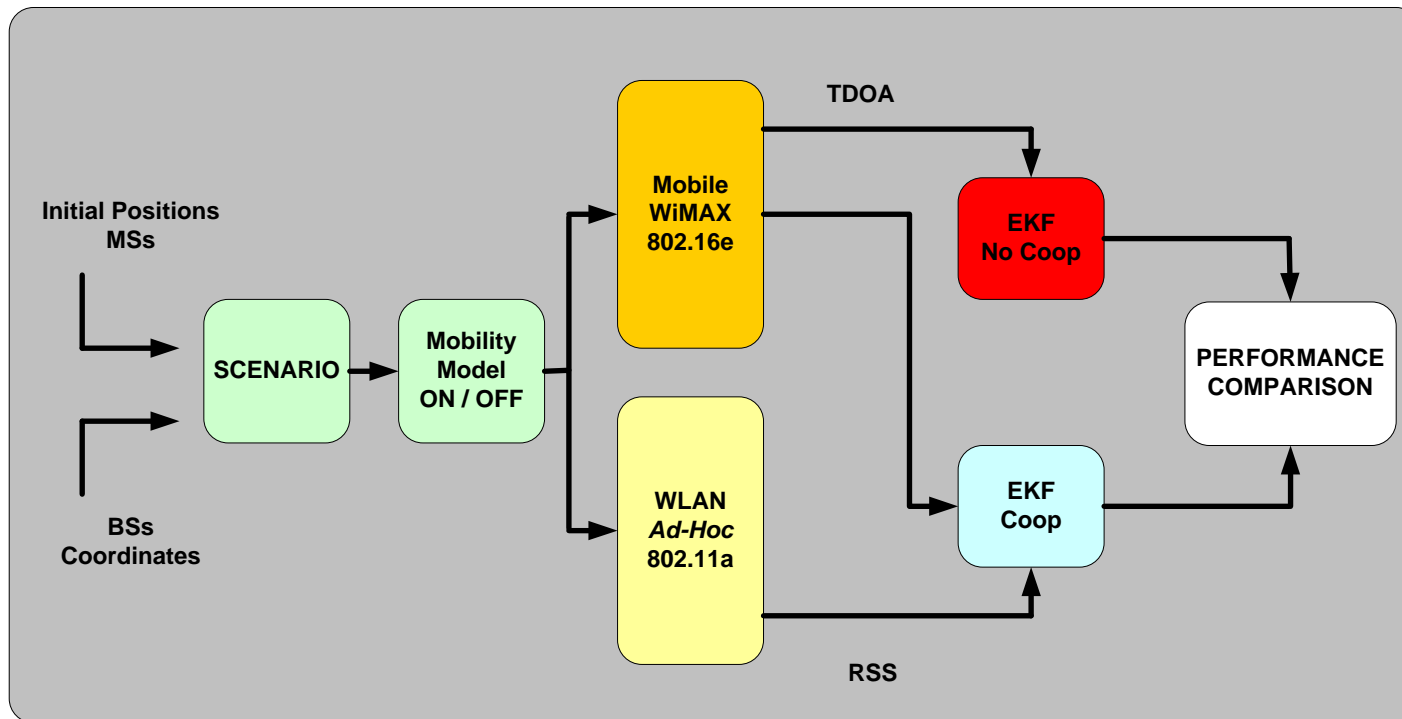 Initial Positions
MSs
BSs
Coordinates
SCENARIO
Mobility
Model
ON / OFF
Mobile
WiMAX
802.16e
WLAN
Ad-Hoc
802.11a
TDOA
RSS
EKF
No Coop
EKF
Coop
PERFORMANCE
COMPARISON